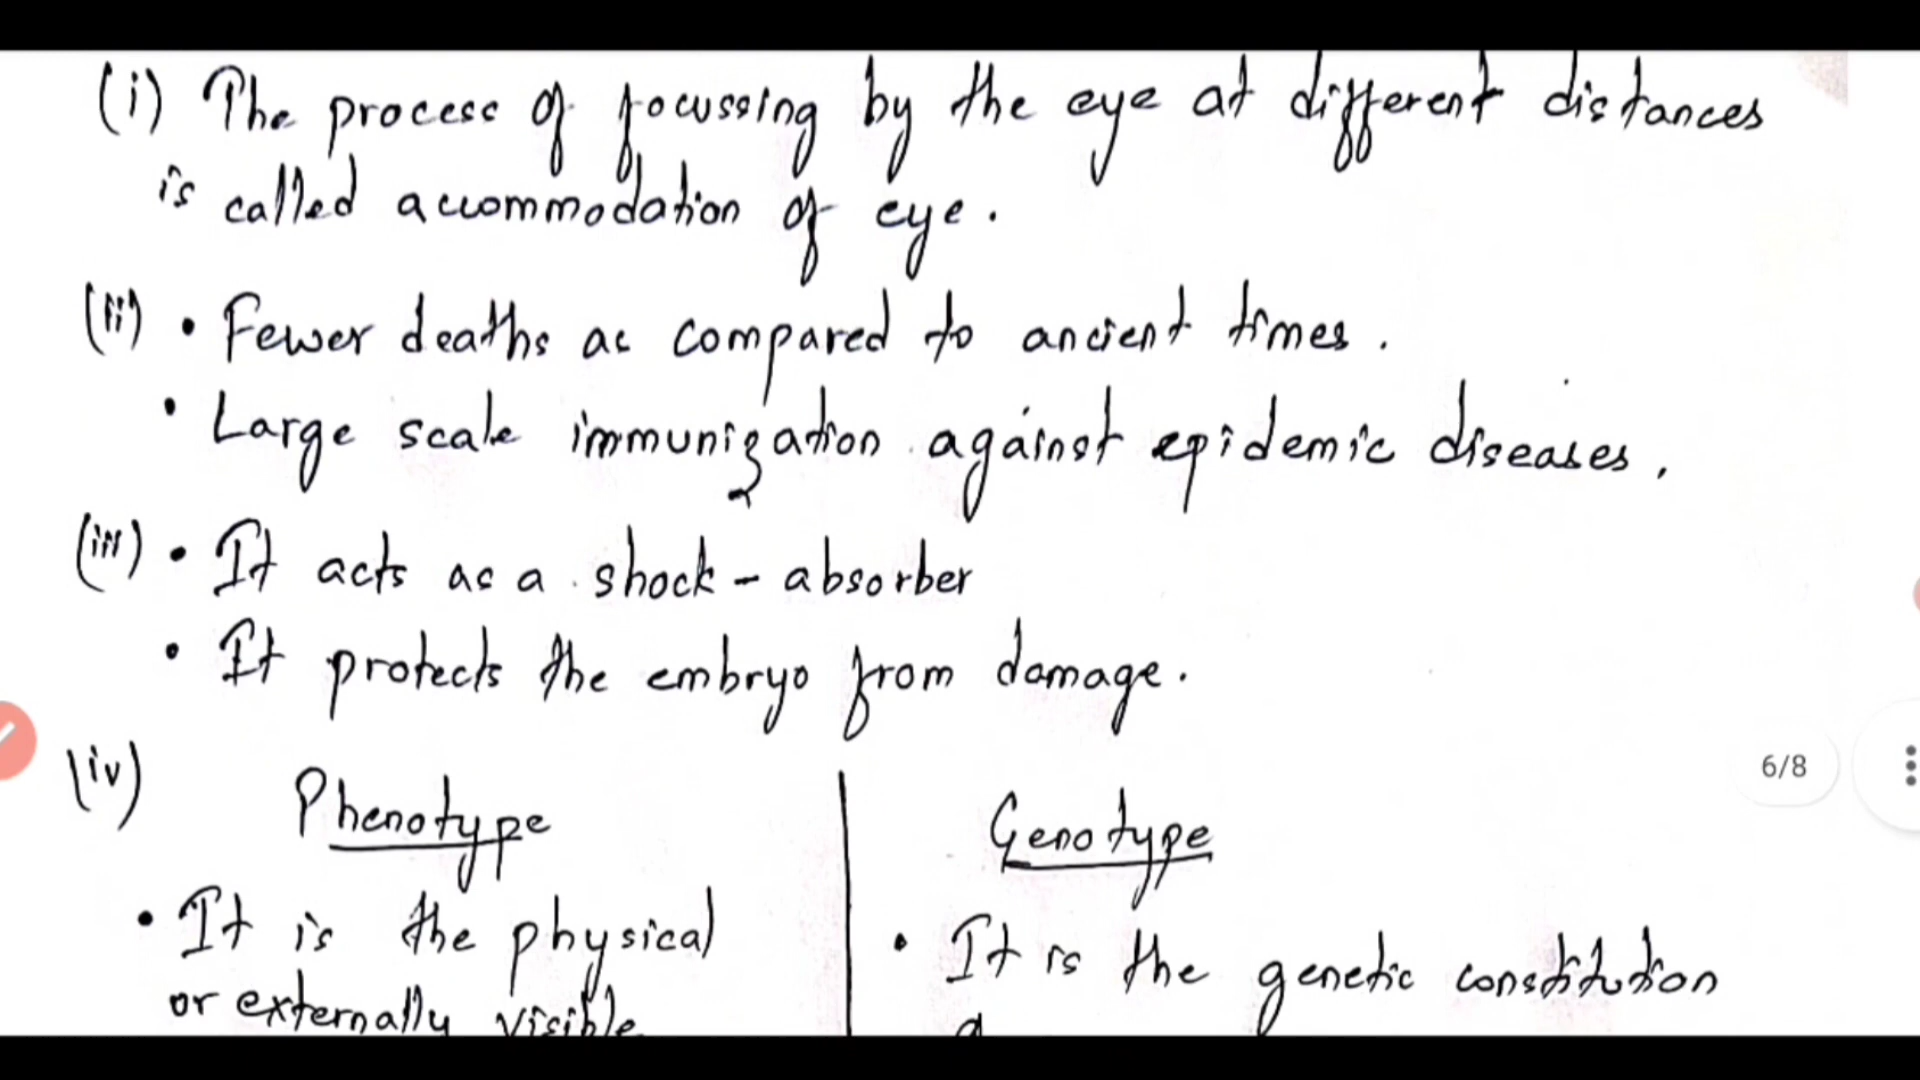 (i) The process of focussing by the eye at different distances
is called accommodation of eye.
(ii) • Fewer deaths as compared to ancient times.
• Large scale immunization against epidemic diseases.
(iii) • It acts as a shock-absorber
• It protects the embryo from damage.
(iv) Phenotype Genotype
6/8
• It is the physical
or externally visible
• It is the genetic constitution